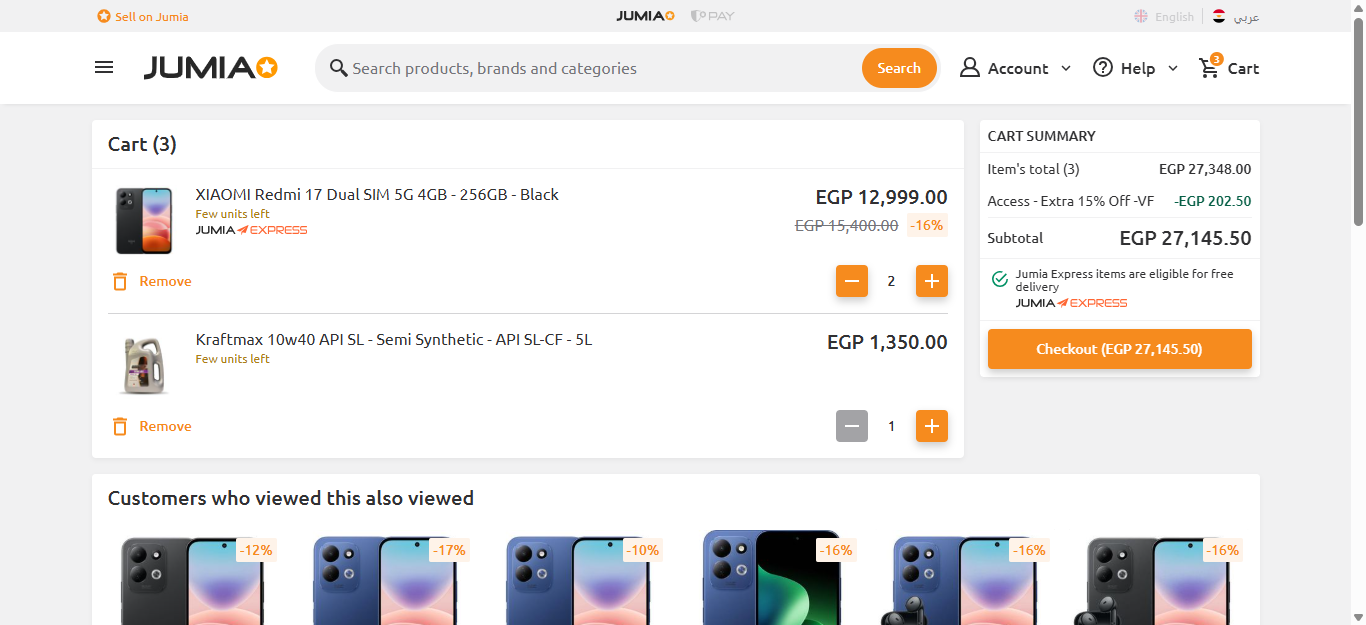 Sell on Jumia
JUMIA
PAY
English
عربي
JUMIA
Search products, brands and categories
Search
Account
Help
3
Cart
Cart (3)
XIAOMI Redmi 17 Dual SIM 5G 4GB - 256GB - Black
EGP 12,999.00
Few units left
EGP 15,400.00
-16%
JUMIA EXPRESS
Remove
2
Kraftmax 10w40 API SL - Semi Synthetic - API SL-CF - 5L
EGP 1,350.00
Few units left
Remove
1
CART SUMMARY
Item's total (3) EGP 27,348.00
Access - Extra 15% Off -VF -EGP 202.50
Subtotal EGP 27,145.50
Jumia Express items are eligible for free
delivery
JUMIA EXPRESS
Checkout (EGP 27,145.50)
Customers who viewed this also viewed
-12%
-17%
-10%
-16%
-16%
-16%